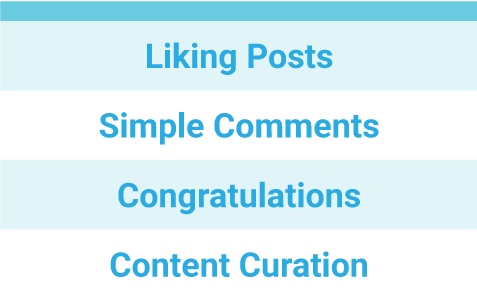 Liking Posts
Simple Comments
Congratulations
Content Curation